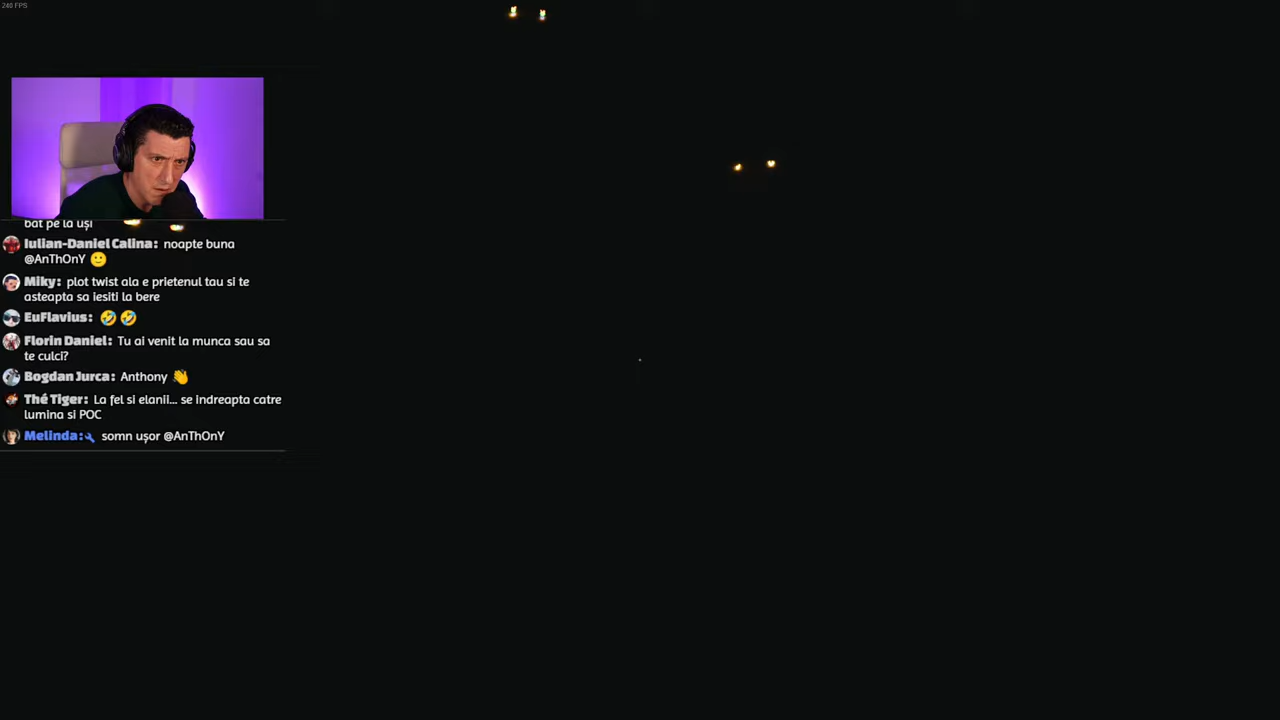 240 FPS
bat pe la uși
Iulian-Daniel Calina: noapte buna
@AnThOnY 🙂
Miky: plot twist ala e prietenul tau si te
asteapta sa iesiti la bere
EuFlavius: 🤣 🤣
Florin Daniel: Tu ai venit la munca sau sa
te culci?
Bogdan Jurca: Anthony 👋
Thé Tiger: La fel si elanii... se indreapta catre
lumina si POC
Melinda: somn ușor @AnThOnY